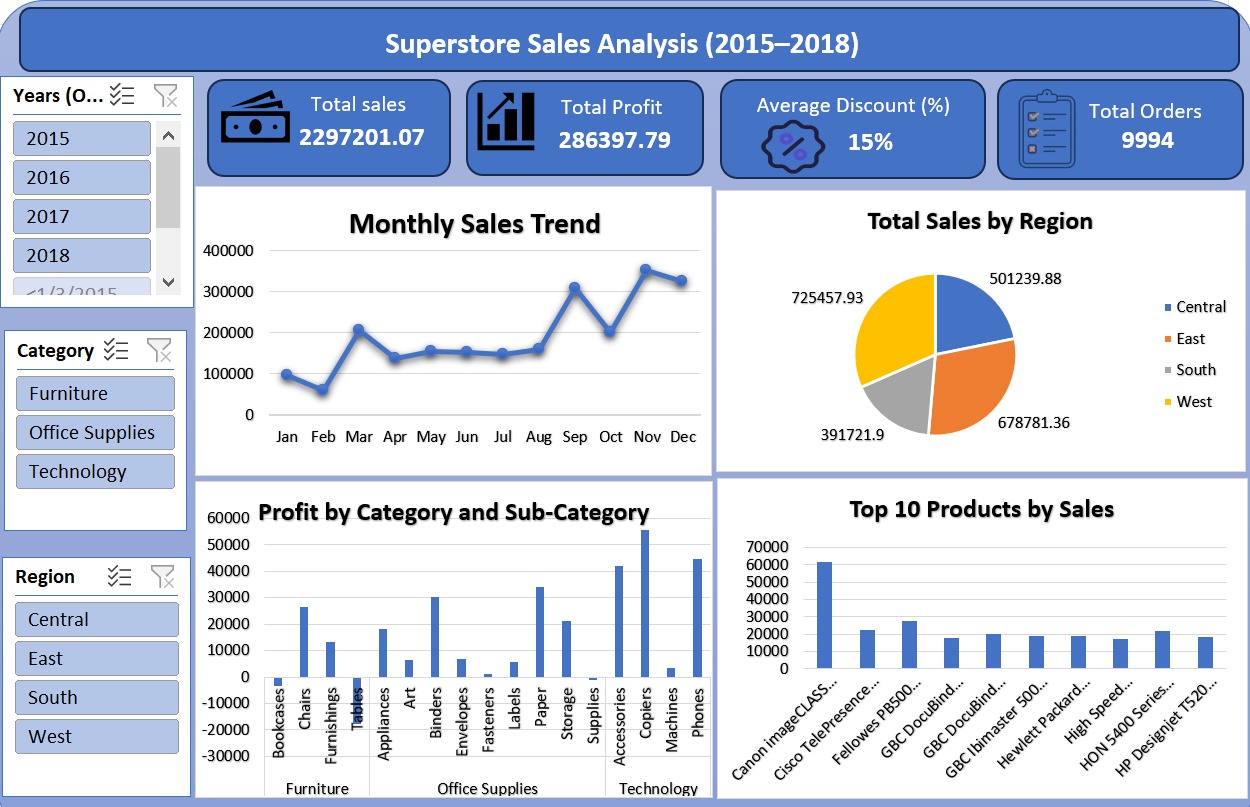 Superstore Sales Analysis (2015–2018)
Years (O...
2015
2016
2017
2018
<1/3/2015
Category
Furniture
Office Supplies
Technology
Region
Central
East
South
West
Total sales
2297201.07
Total Profit
286397.79
Average Discount (%)
15%
Total Orders
9994
Monthly Sales Trend
400000
300000
200000
100000
0
Jan Feb Mar Apr May Jun Jul Aug Sep Oct Nov Dec
Total Sales by Region
501239.88
725457.93
391721.9
678781.36
Central
East
South
West
Profit by Category and Sub-Category
60000
50000
40000
30000
20000
10000
0
-10000
-20000
-30000
Bookcases
Chairs
Furnishings
Tables
Appliances
Art
Binders
Envelopes
Fasteners
Labels
Paper
Storage
Supplies
Accessories
Copiers
Machines
Phones
Furniture Office Supplies Technology
Top 10 Products by Sales
70000
60000
50000
40000
30000
20000
10000
0
Canon imageCLASS...
Cisco TelePresence...
Fellowes PB500...
GBC DocuBind...
GBC DocuBind...
GBC Ibimaster 500...
Hewlett Packard...
High Speed...
HON 5400 Series...
HP Designjet T520...